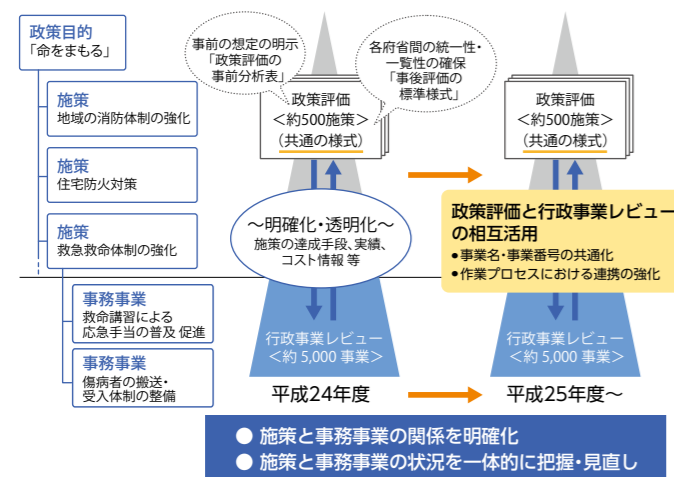 政策目的
「命をまもる」
施策
地域の消防体制の強化
施策
住宅防火対策
施策
救急救命体制の強化
事務事業
救命講習による
応急手当の普及 促進
事務事業
傷病者の搬送・
受入体制の整備
事前の想定の明示
「政策評価の
事前分析表」
各府省間の統一性・
一覧性の確保
「事後評価の
標準様式」
政策評価
＜約500施策＞
（共通の様式）
～明確化・透明化～
施策の達成手段、実績、
コスト情報 等
行政事業レビュー
＜約 5,000 事業＞
平成24年度
政策評価
＜約500施策＞
（共通の様式）
政策評価と行政事業レビュー
の相互活用
●事業名・事業番号の共通化
●作業プロセスにおける連携の強化
行政事業レビュー
＜約 5,000 事業＞
平成25年度～
● 施策と事務事業の関係を明確化
● 施策と事務事業の状況を一体的に把握・見直し